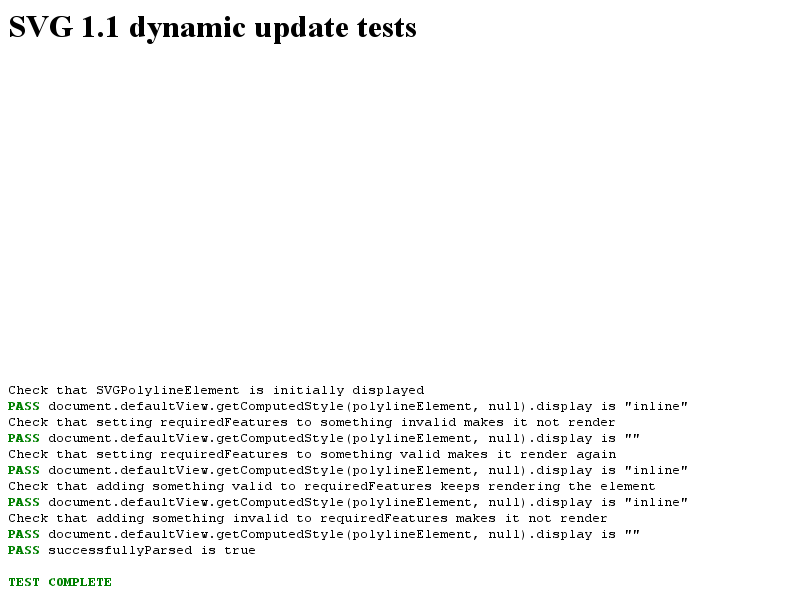 SVG 1.1 dynamic update tests
Check that SVGPolylineElement is initially displayed
PASS document.defaultView.getComputedStyle(polylineElement, null).display is "inline"
Check that setting requiredFeatures to something invalid makes it not render
PASS document.defaultView.getComputedStyle(polylineElement, null).display is ""
Check that setting requiredFeatures to something valid makes it render again
PASS document.defaultView.getComputedStyle(polylineElement, null).display is "inline"
Check that adding something valid to requiredFeatures keeps rendering the element
PASS document.defaultView.getComputedStyle(polylineElement, null).display is "inline"
Check that adding something invalid to requiredFeatures makes it not render
PASS document.defaultView.getComputedStyle(polylineElement, null).display is ""
PASS successfullyParsed is true
TEST COMPLETE